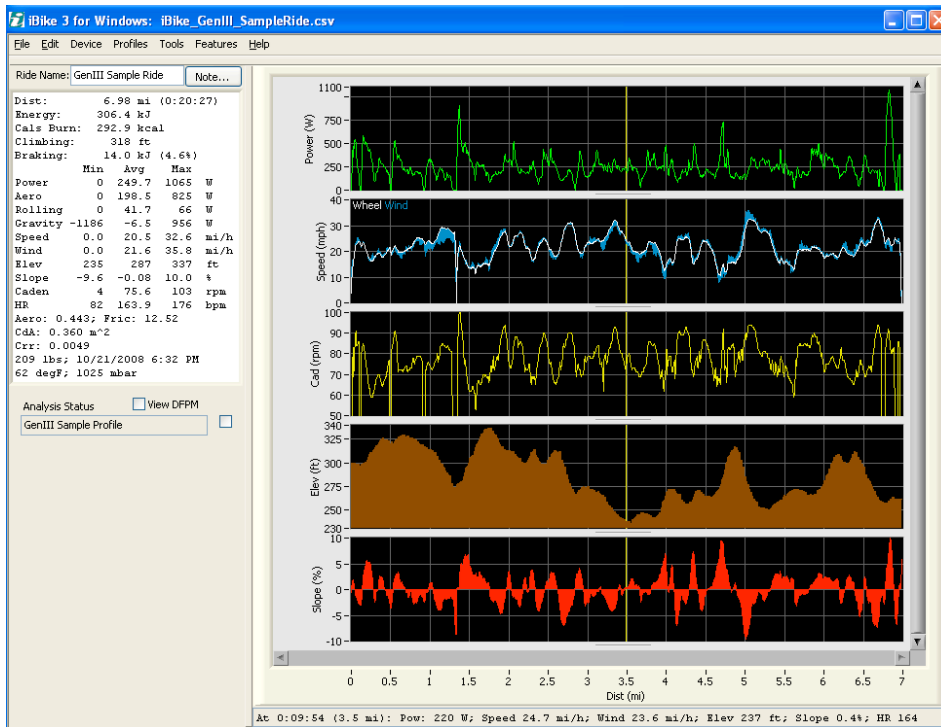 iBike 3 for Windows:  iBike_GenIII_SampleRide.csv
File Edit Device Profiles Tools Features Help
Ride Name: GenIII Sample Ride Note...
Dist: 6.98 mi (0:20:27)
Energy: 306.4 kJ
Cals Burn: 292.9 kcal
Climbing: 318 ft
Braking: 14.0 kJ (4.6%)
Min Avg Max
Power 0 249.7 1065 W
Aero 0 198.5 825 W
Rolling 0 41.7 66 W
Gravity -1186 -6.5 956 W
Speed 0.0 20.5 32.6 mi/h
Wind 0.0 21.6 35.8 mi/h
Elev 235 287 337 ft
Slope -9.6 -0.08 10.0 %
Caden 4 75.6 103 rpm
HR 82 163.9 176 bpm
Aero: 0.443; Fric: 12.52
CdA: 0.360 m^2
Crr: 0.0049
209 lbs; 10/21/2008 6:32 PM
62 degF; 1025 mbar
Analysis Status View DFPM
GenIII Sample Profile
Power (W)
1100
750
500
250
0
Wheel Wind
Speed (mph)
40
30
20
10
0
Cad (rpm)
100
90
80
70
60
50
Elev (ft)
340
325
300
275
250
230
Slope (%)
10
5
0
-5
-10
0 0.5 1 1.5 2 2.5 3 3.5 4 4.5 5 5.5 6 6.5 7
Dist (mi)
At 0:09:54 (3.5 mi): Pow: 220 W; Speed 24.7 mi/h; Wind 23.6 mi/h; Elev 237 ft; Slope 0.4%; HR 164